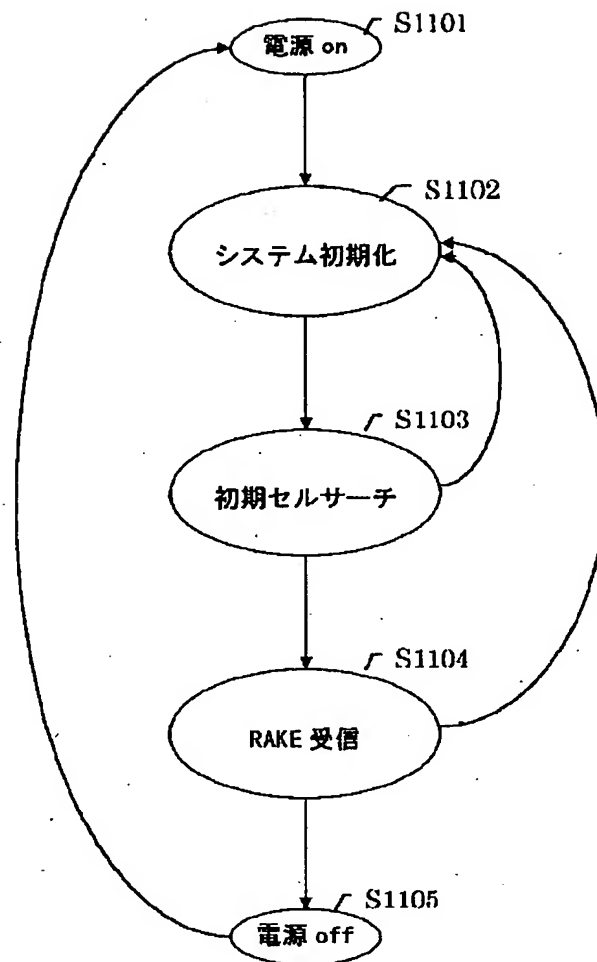 S1101
電源 on
S1102
システム初期化
S1103
初期セルサーチ
S1104
RAKE 受信
S1105
電源 off